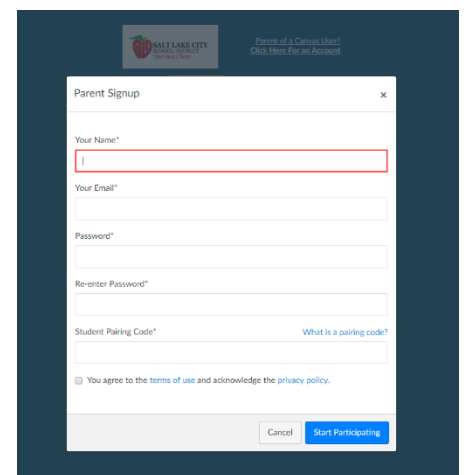 SALT LAKE CITY
SCHOOL DISTRICT
Parent of a Canvas User?
Click Here For an Account
Parent Signup
×
Your Name*
Your Email*
Password*
Re-enter Password*
Student Pairing Code* What is a pairing code?
You agree to the terms of use and acknowledge the privacy policy.
Cancel Start Participating